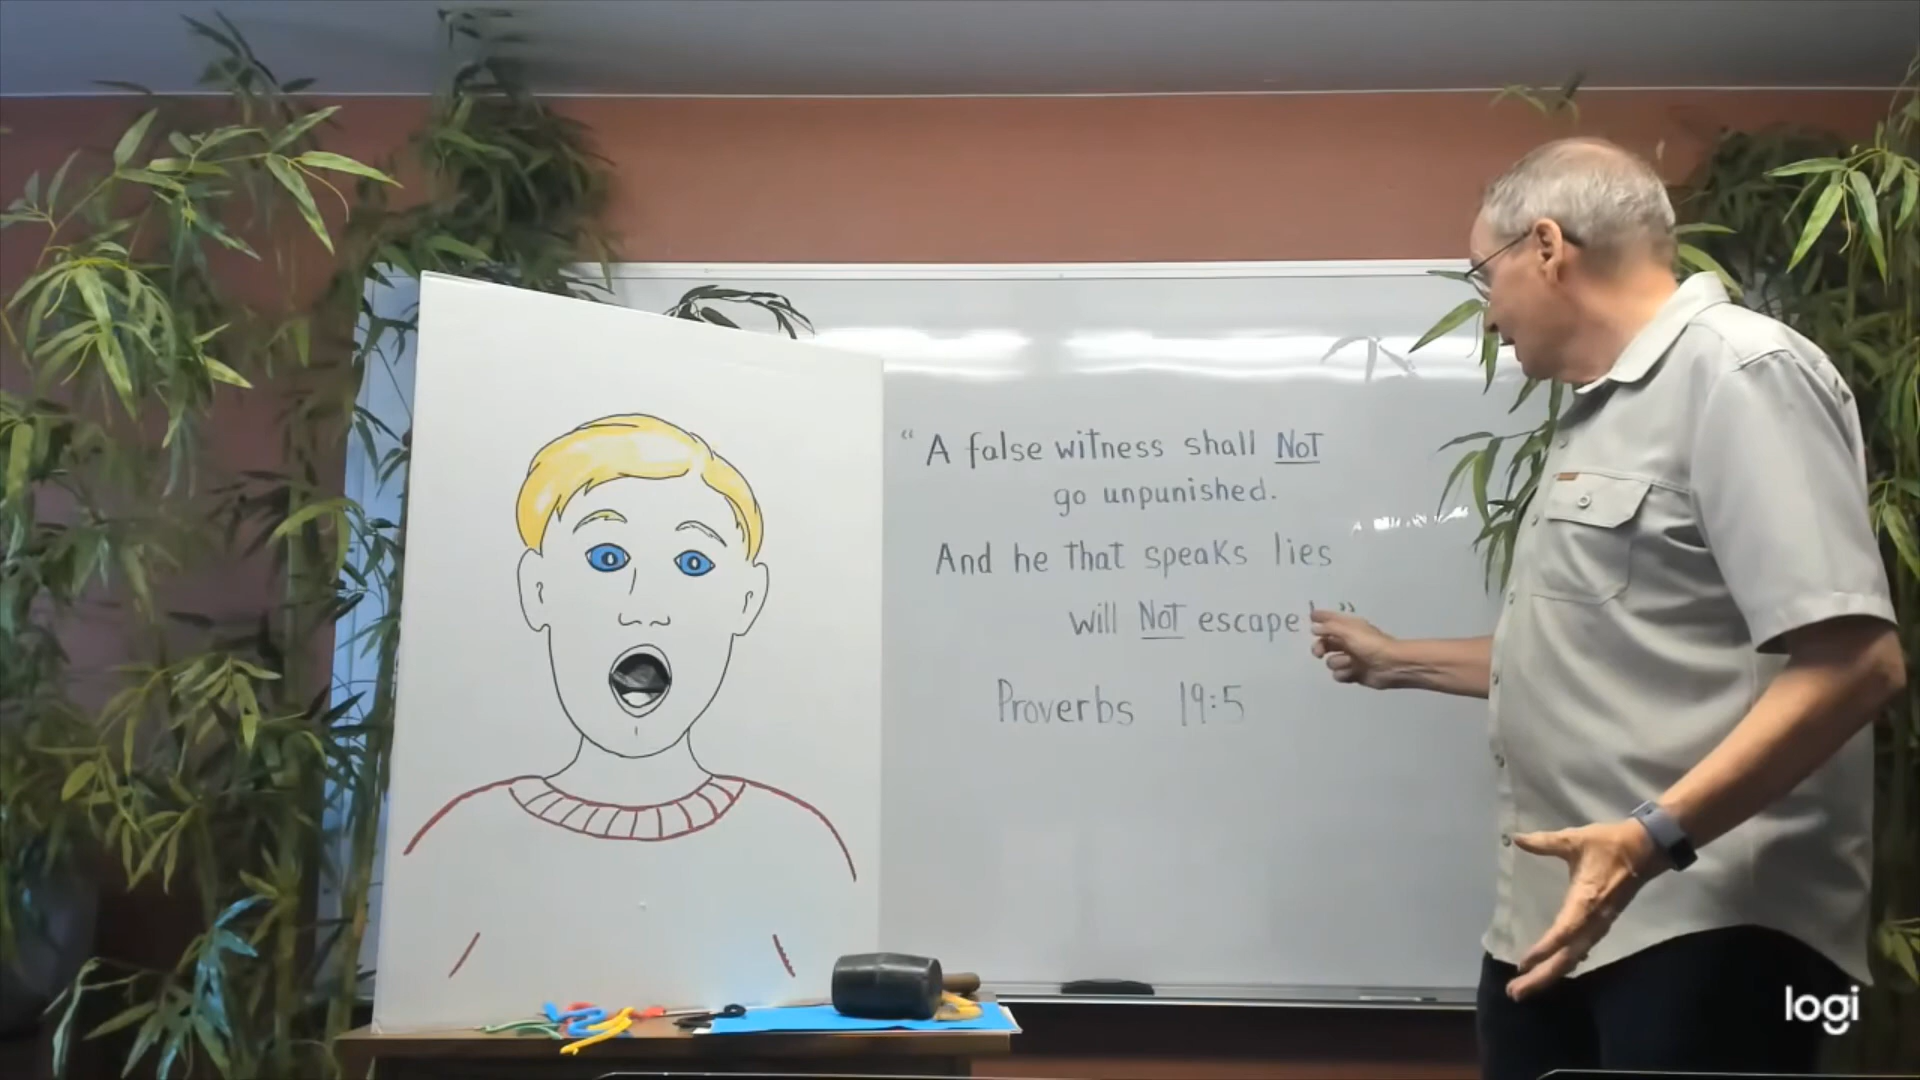 “A false witness shall NOT
go unpunished.
And he that speaks lies
will NOT escape!”
Proverbs 19:5
logi